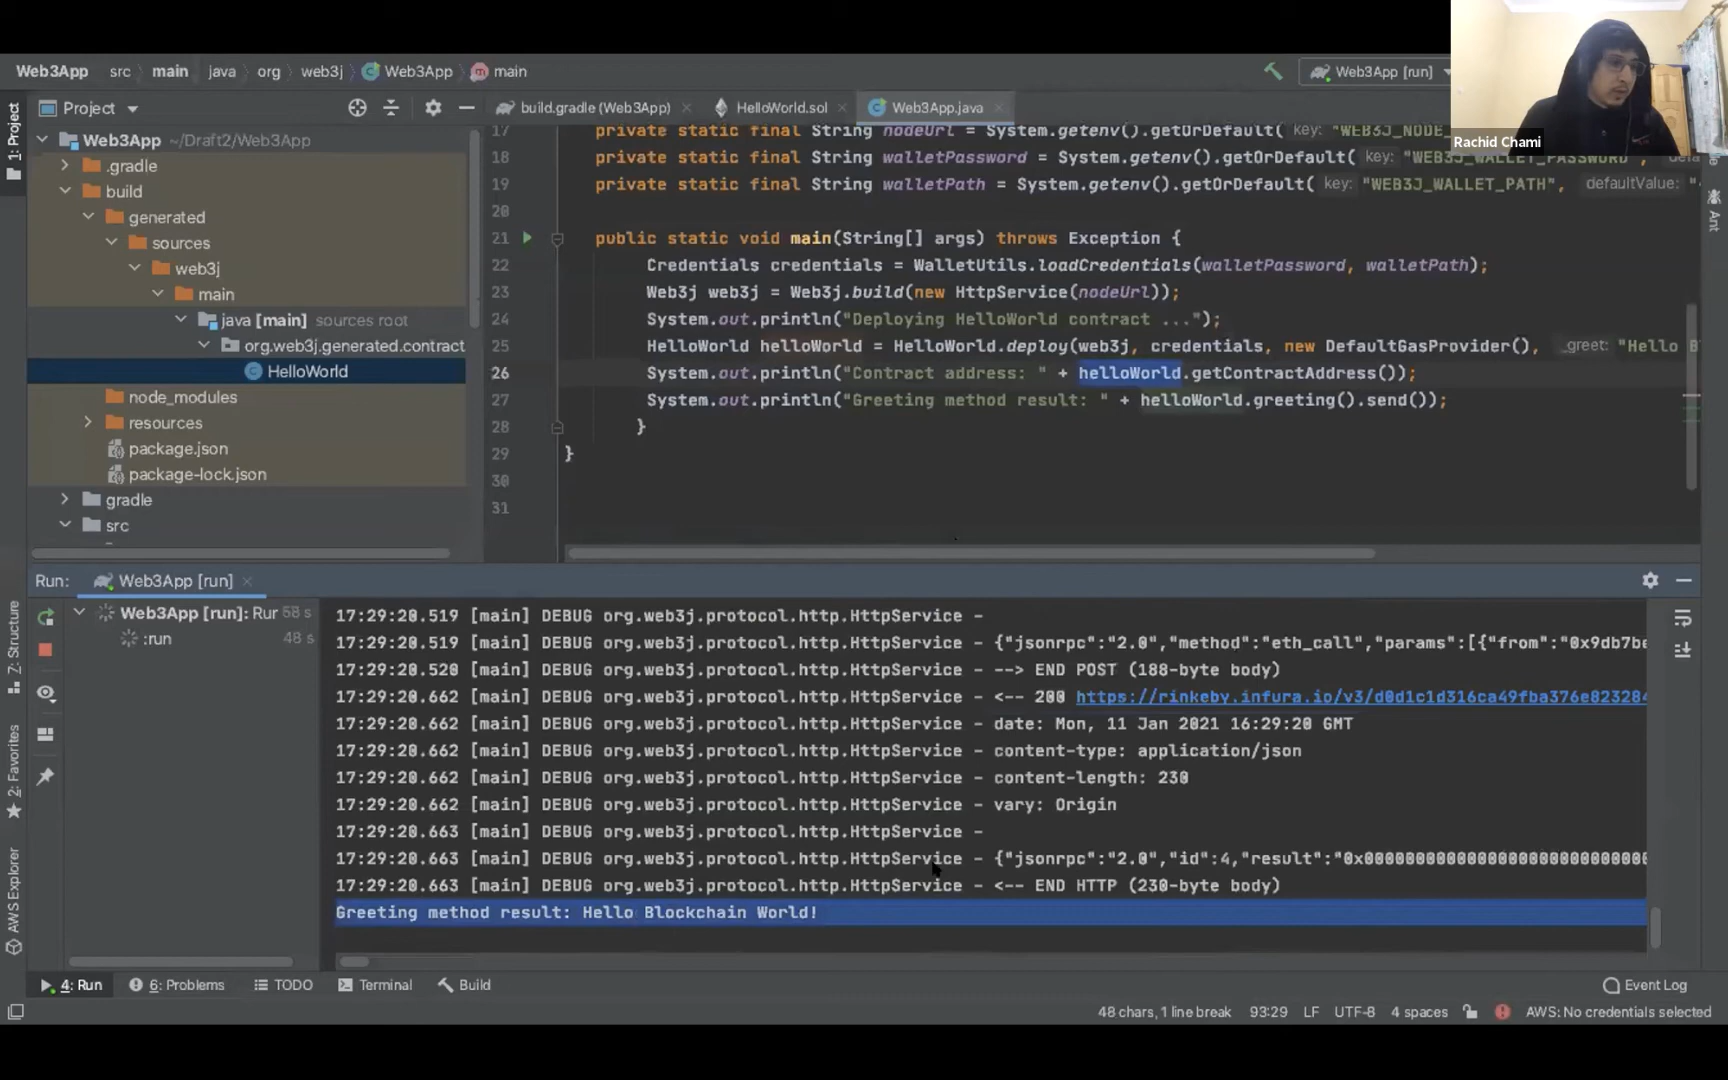 Web3App src main java org web3j Web3App main
Web3App [run]
Rachid Chami
Project
build.gradle (Web3App)
HelloWorld.sol
Web3App.java
1: Project
Ant
Web3App ~/Draft2/Web3App
.gradle
build
generated
sources
web3j
main
java [main] sources root
org.web3j.generated.contract
HelloWorld
node_modules
resources
package.json
package-lock.json
gradle
src
17 private static final String nodeUrl = System.getenv().getOrDefault( key: "WEB3J_NODE_
18 private static final String walletPassword = System.getenv().getOrDefault( key: "WEB3J_WALLET_PASSWORD",
19 private static final String walletPath = System.getenv().getOrDefault( key: "WEB3J_WALLET_PATH", defaultValue: "
20
21 public static void main(String[] args) throws Exception {
22 Credentials credentials = WalletUtils.loadCredentials(walletPassword, walletPath);
23 Web3j web3j = Web3j.build(new HttpService(nodeUrl));
24 System.out.println("Deploying HelloWorld contract ...");
25 HelloWorld helloWorld = HelloWorld.deploy(web3j, credentials, new DefaultGasProvider(), _greet: "Hello B
26 System.out.println("Contract address: " + helloWorld.getContractAddress());
27 System.out.println("Greeting method result: " + helloWorld.greeting().send());
28 }
29 }
30
31
Run: Web3App [run]
Web3App [run]: Rur 58 s
:run 48 s
17:29:20.519 [main] DEBUG org.web3j.protocol.http.HttpService -
17:29:20.519 [main] DEBUG org.web3j.protocol.http.HttpService - {"jsonrpc":"2.0","method":"eth_call","params":[{"from":"0x9db7be
17:29:20.520 [main] DEBUG org.web3j.protocol.http.HttpService - --> END POST (188-byte body)
17:29:20.662 [main] DEBUG org.web3j.protocol.http.HttpService - <-- 200 https://rinkeby.infura.io/v3/d0d1c1d316ca49fba376e823284
17:29:20.662 [main] DEBUG org.web3j.protocol.http.HttpService - date: Mon, 11 Jan 2021 16:29:20 GMT
17:29:20.662 [main] DEBUG org.web3j.protocol.http.HttpService - content-type: application/json
17:29:20.662 [main] DEBUG org.web3j.protocol.http.HttpService - content-length: 230
17:29:20.662 [main] DEBUG org.web3j.protocol.http.HttpService - vary: Origin
17:29:20.663 [main] DEBUG org.web3j.protocol.http.HttpService -
17:29:20.663 [main] DEBUG org.web3j.protocol.http.HttpService - {"jsonrpc":"2.0","id":4,"result":"0x0000000000000000000000000000
17:29:20.663 [main] DEBUG org.web3j.protocol.http.HttpService - <-- END HTTP (230-byte body)
Greeting method result: Hello Blockchain World!
Z: Structure
2: Favorites
AWS Explorer
4: Run 6: Problems TODO Terminal Build Event Log
48 chars, 1 line break 93:29 LF UTF-8 4 spaces AWS: No credentials selected